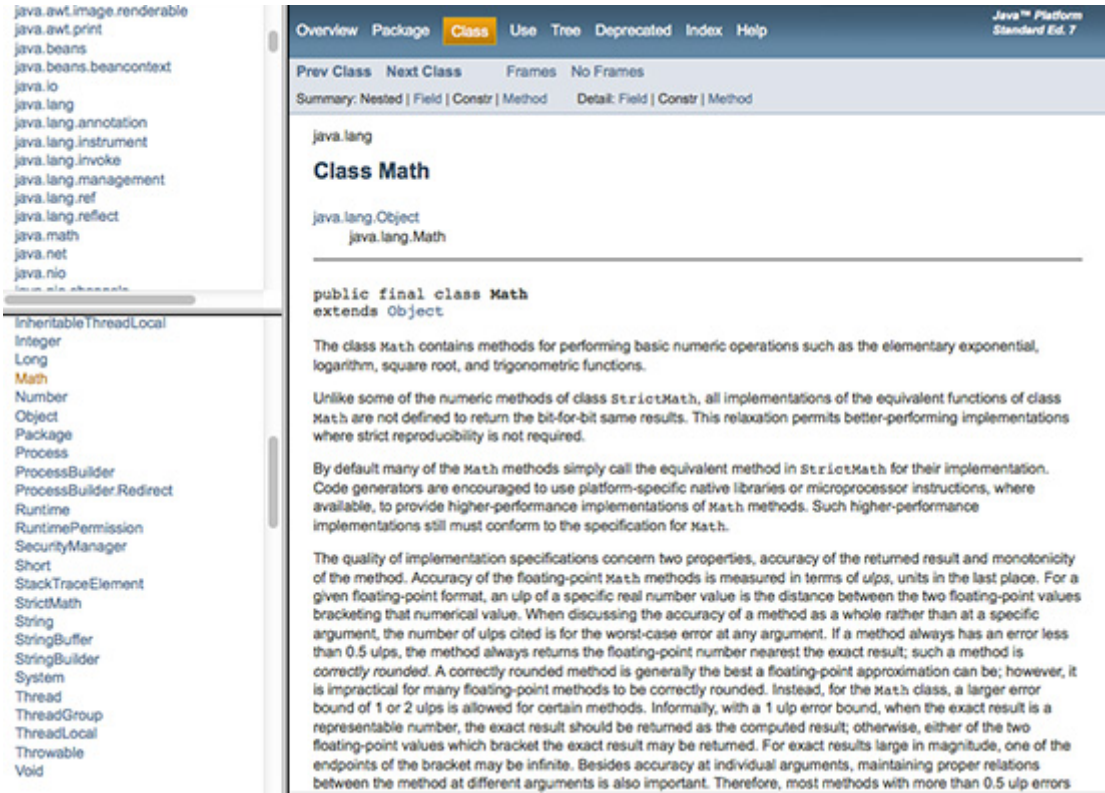 java.awt.image.renderable
java.awt.print
java.beans
java.beans.beancontext
java.io
java.lang
java.lang.annotation
java.lang.instrument
java.lang.invoke
java.lang.management
java.lang.ref
java.lang.reflect
java.math
java.net
java.nio
java.nio.channels
InheritableThreadLocal
Integer
Long
Math
Number
Object
Package
Process
ProcessBuilder
ProcessBuilder.Redirect
Runtime
RuntimePermission
SecurityManager
Short
StackTraceElement
StrictMath
String
StringBuffer
StringBuilder
System
Thread
ThreadGroup
ThreadLocal
Throwable
Void
Overview Package Class Use Tree Deprecated Index Help
Java™ Platform
Standard Ed. 7
Prev Class Next Class Frames No Frames
Summary: Nested | Field | Constr | Method Detail: Field | Constr | Method
java.lang
Class Math
java.lang.Object
java.lang.Math
public final class Math
extends Object
The class Math contains methods for performing basic numeric operations such as the elementary exponential,
logarithm, square root, and trigonometric functions.
Unlike some of the numeric methods of class StrictMath, all implementations of the equivalent functions of class
Math are not defined to return the bit-for-bit same results. This relaxation permits better-performing implementations
where strict reproducibility is not required.
By default many of the Math methods simply call the equivalent method in StrictMath for their implementation.
Code generators are encouraged to use platform-specific native libraries or microprocessor instructions, where
available, to provide higher-performance implementations of Math methods. Such higher-performance
implementations still must conform to the specification for Math.
The quality of implementation specifications concern two properties, accuracy of the returned result and monotonicity
of the method. Accuracy of the floating-point Math methods is measured in terms of ulps, units in the last place. For a
given floating-point format, an ulp of a specific real number value is the distance between the two floating-point values
bracketing that numerical value. When discussing the accuracy of a method as a whole rather than at a specific
argument, the number of ulps cited is for the worst-case error at any argument. If a method always has an error less
than 0.5 ulps, the method always returns the floating-point number nearest the exact result; such a method is
correctly rounded. A correctly rounded method is generally the best a floating-point approximation can be; however, it
is impractical for many floating-point methods to be correctly rounded. Instead, for the Math class, a larger error
bound of 1 or 2 ulps is allowed for certain methods. Informally, with a 1 ulp error bound, when the exact result is a
representable number, the exact result should be returned as the computed result; otherwise, either of the two
floating-point values which bracket the exact result may be returned. For exact results large in magnitude, one of the
endpoints of the bracket may be infinite. Besides accuracy at individual arguments, maintaining proper relations
between the method at different arguments is also important. Therefore, most methods with more than 0.5 ulp errors